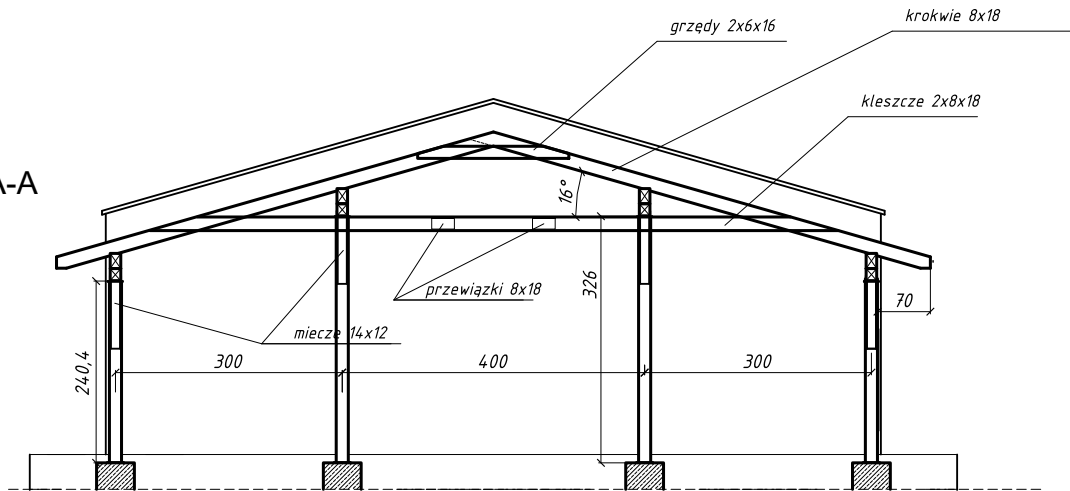 krokwie 8x18
grzędy 2x6x16
kleszcze 2x8x18
A-A
16°
przewiązki 8x18
326
70
miecze 14x12
240,4
300
400
300